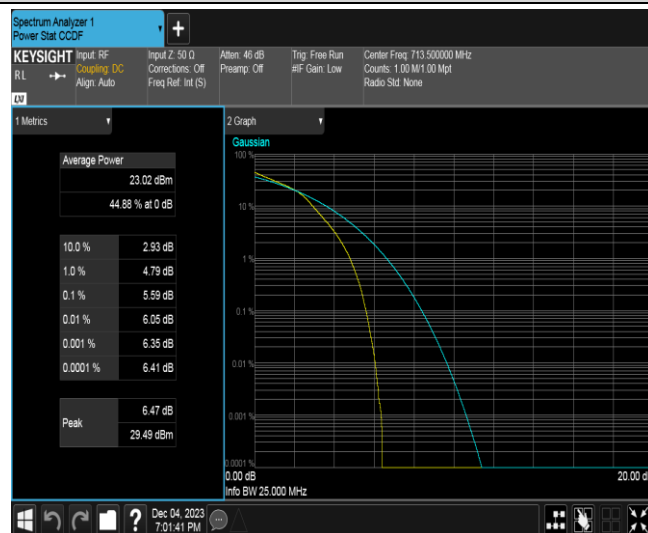 Spectrum Analyzer 1
Power Stat CCDF
KEYSIGHT
RL
Input: RF
Coupling: DC
Align: Auto
Input Z: 50 Ω
Corrections: Off
Freq Ref: Int (S)
Atten: 46 dB
Preamp: Off
Trig: Free Run
#IF Gain: Low
Center Freq: 713.500000 MHz
Counts: 1.00 M/1.00 Mpt
Radio Std: None
LXI
1 Metrics
Average Power
23.02 dBm
44.88 % at 0 dB
10.0 % 2.93 dB
1.0 % 4.79 dB
0.1 % 5.59 dB
0.01 % 6.05 dB
0.001 % 6.35 dB
0.0001 % 6.41 dB
Peak
6.47 dB
29.49 dBm
2 Graph
Gaussian
100 %
10 %
1 %
0.1 %
0.01 %
0.001 %
0.0001 %
0.00 dB
20.00 d
Info BW 25.000 MHz
?
Dec 04, 2023
7:01:41 PM